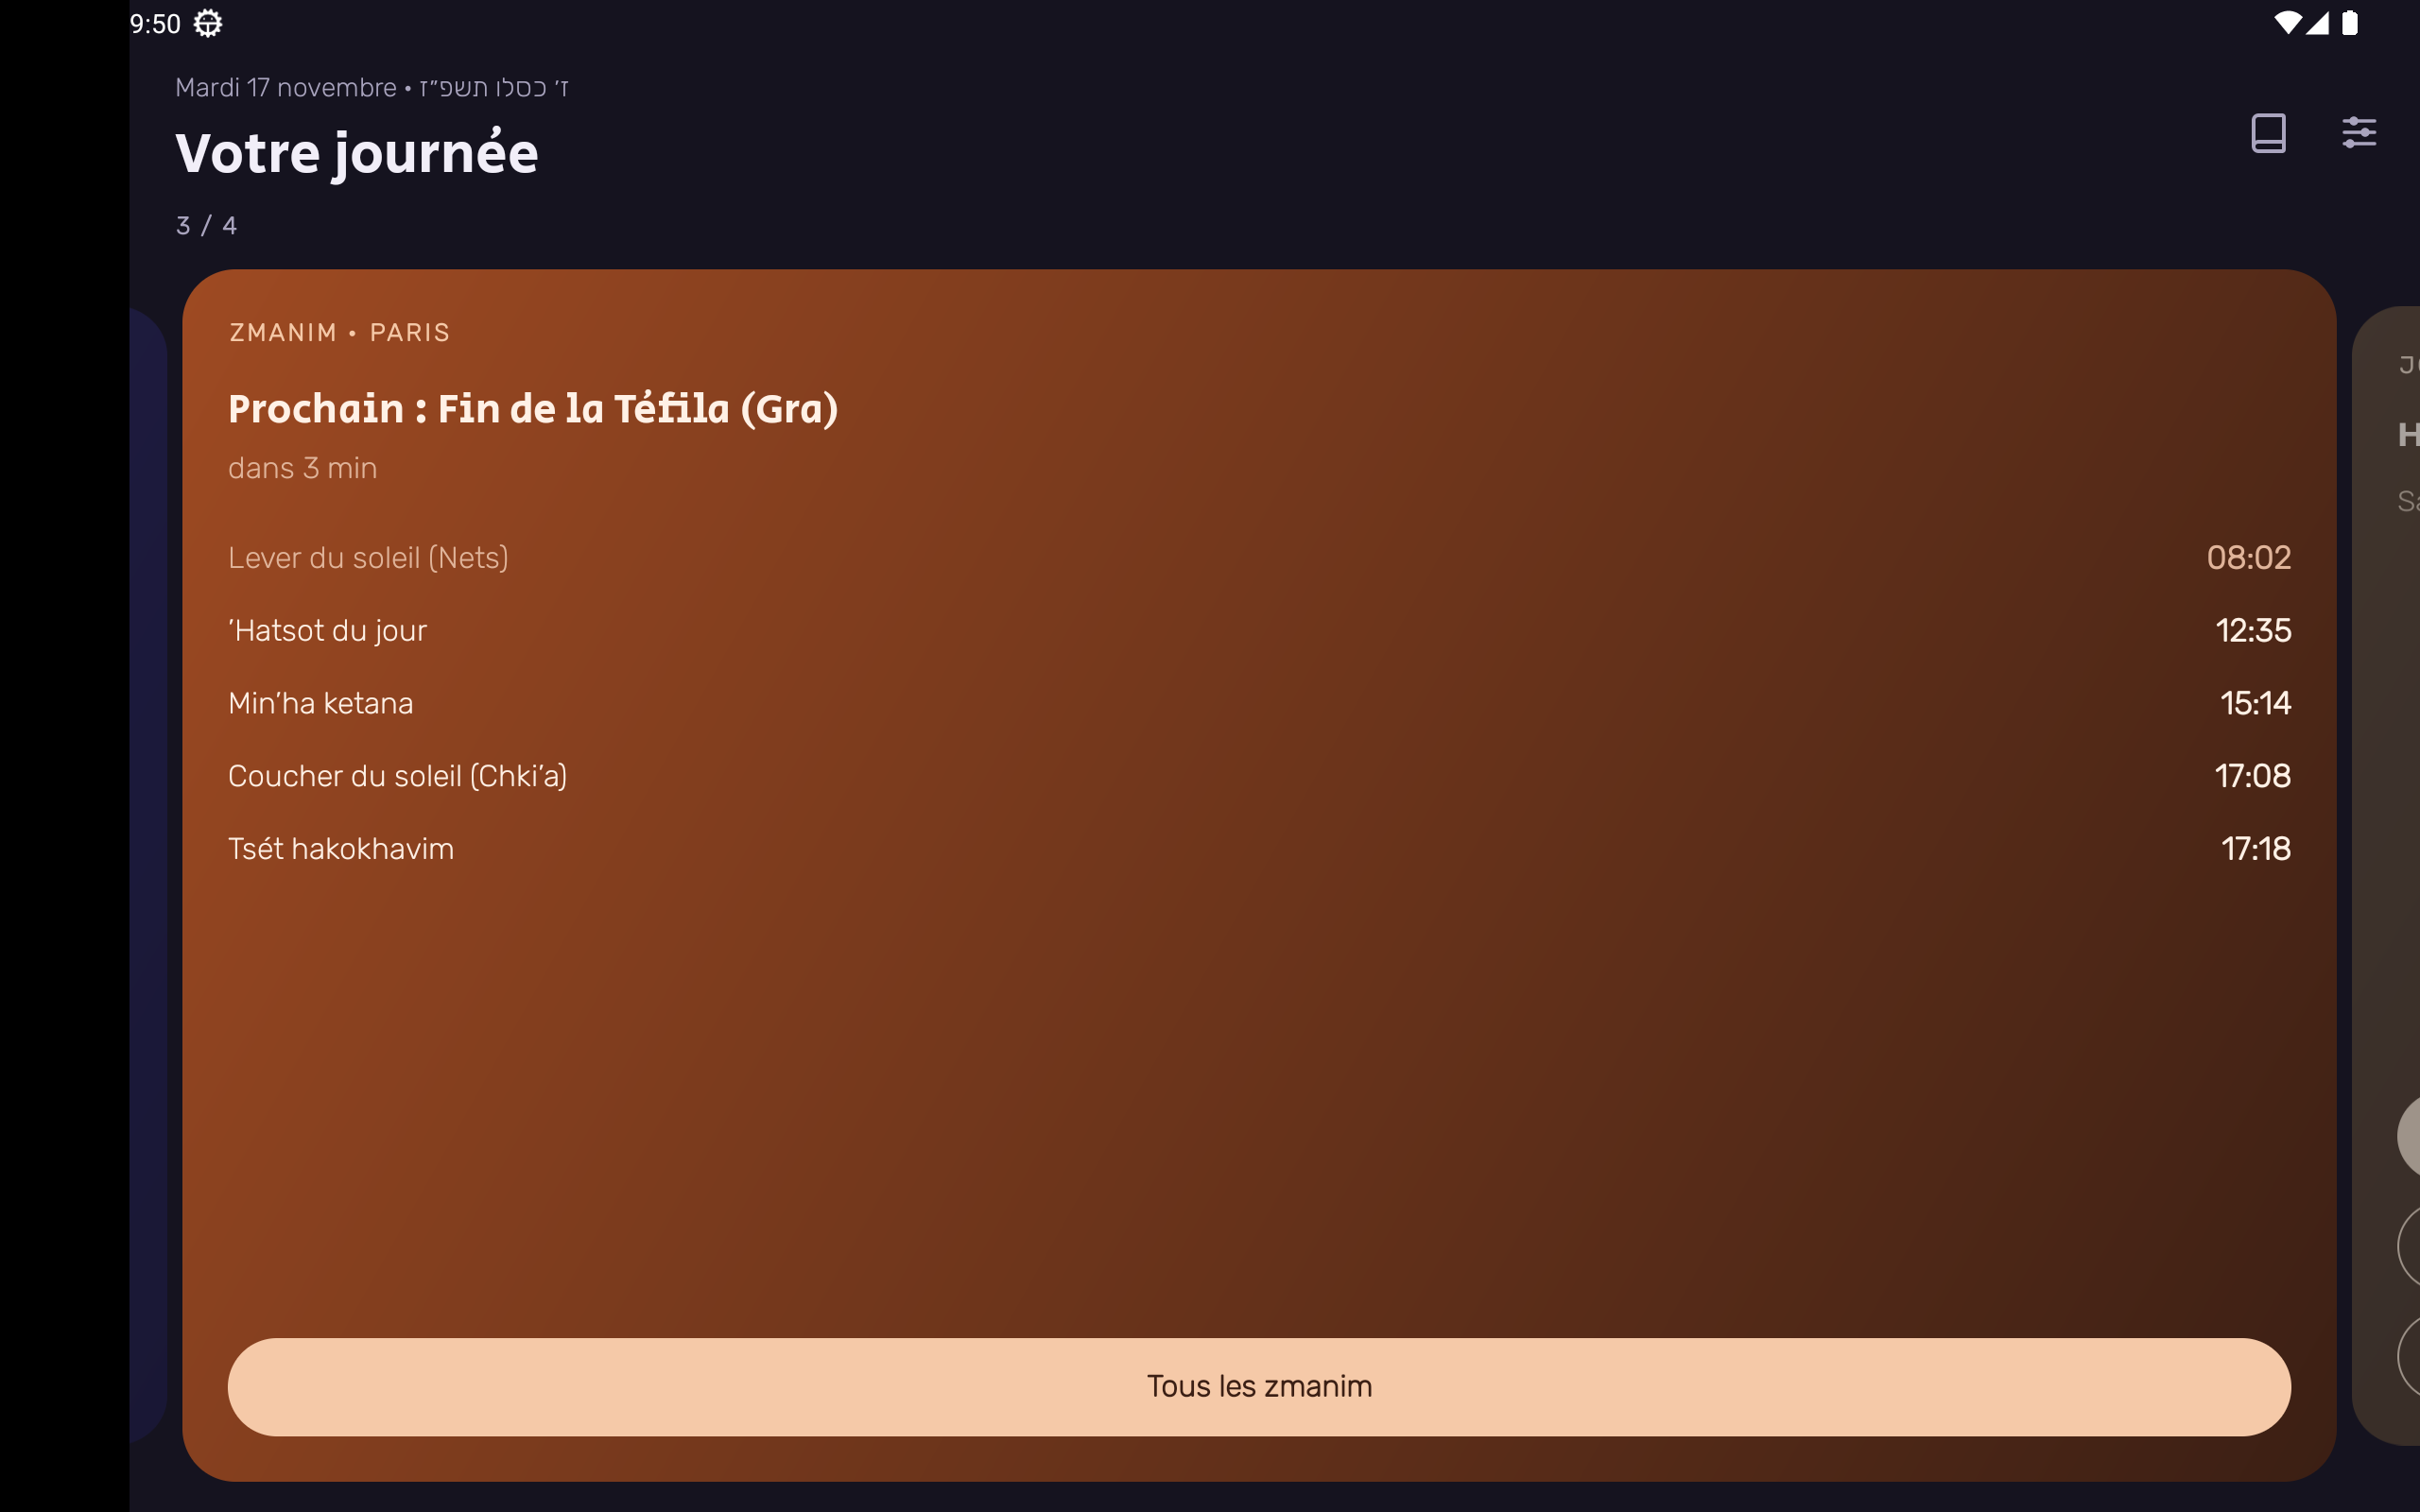 9:50
Mardi 17 novembre • ז׳ כסלו תשפ״ז
Votre journée
3 / 4
ZMANIM • PARIS
Prochain : Fin de la Téfila (Gra)
dans 3 min
Lever du soleil (Nets) 08:02
’Hatsot du jour 12:35
Min’ha ketana 15:14
Coucher du soleil (Chki’a) 17:08
Tsét hakokhavim 17:18
Tous les zmanim